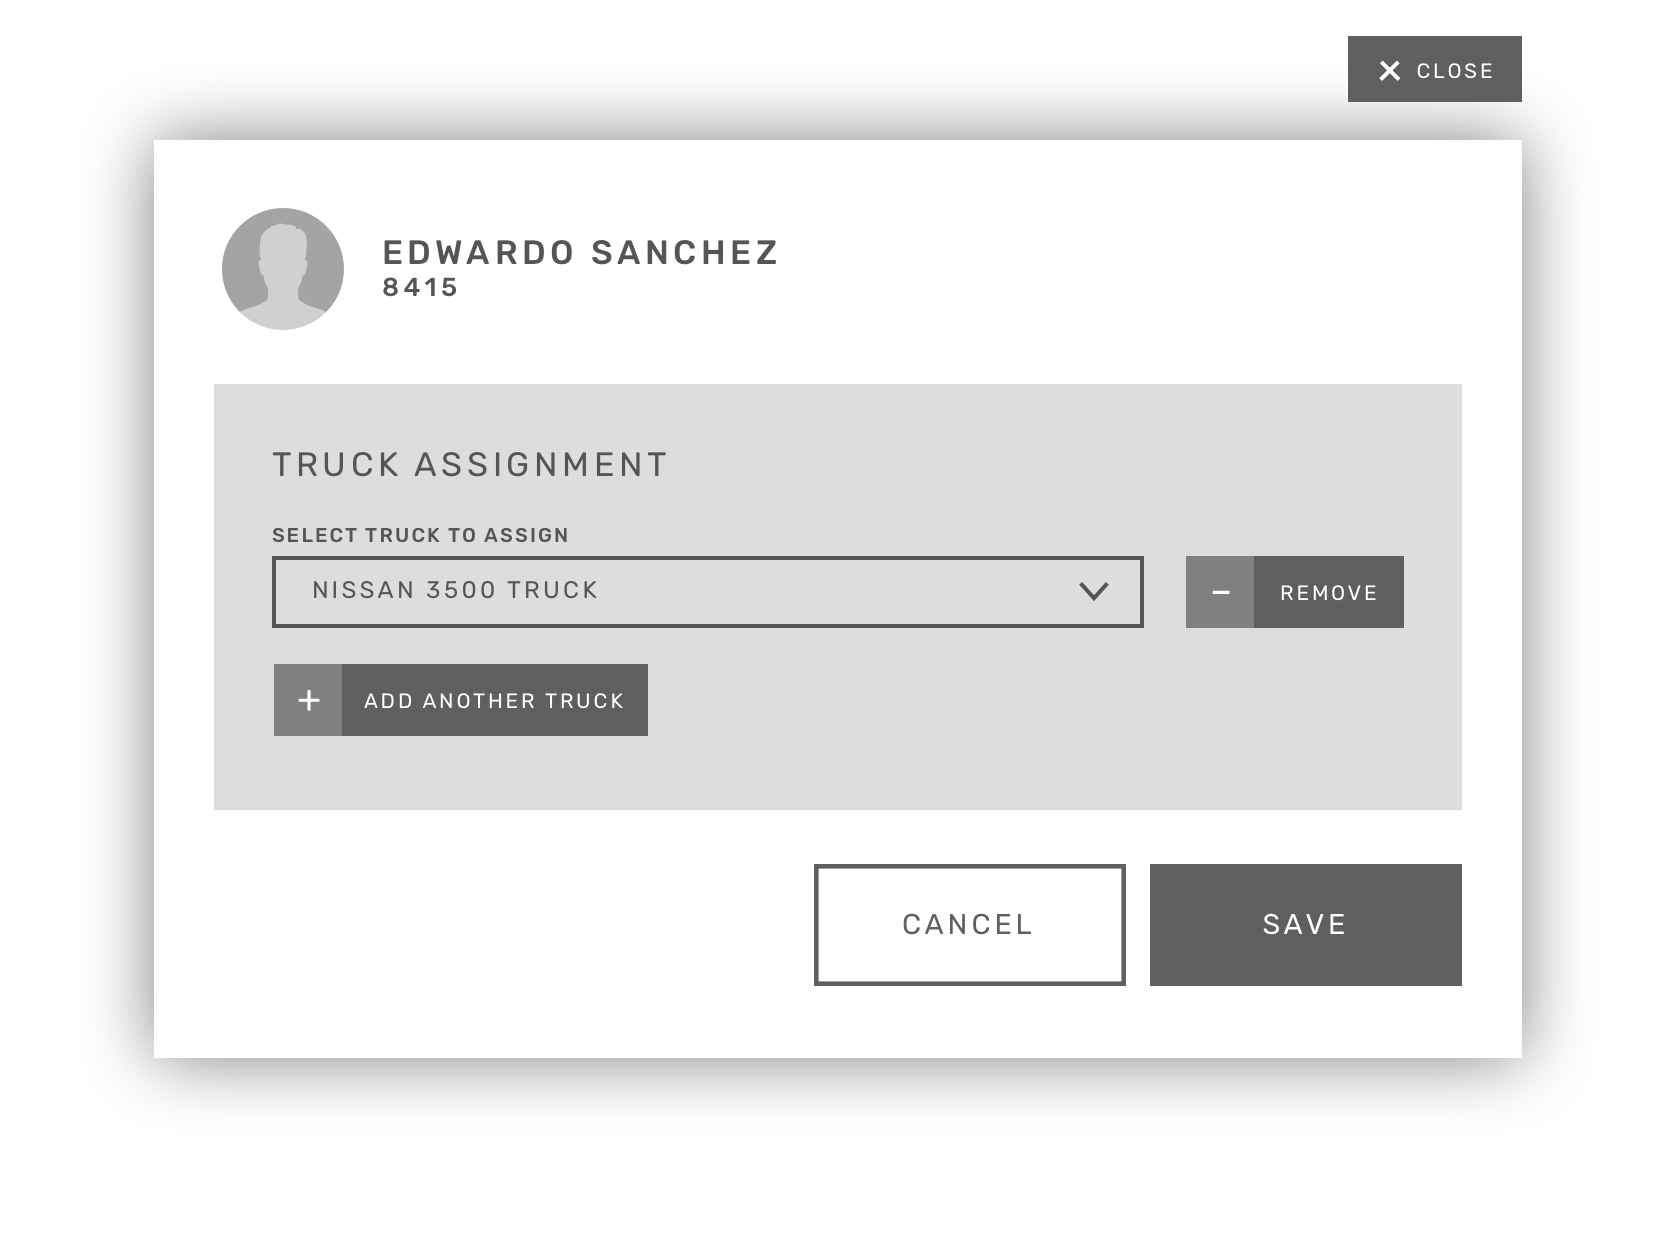 CLOSE
EDWARDO SANCHEZ
8415
TRUCK ASSIGNMENT
SELECT TRUCK TO ASSIGN
NISSAN 3500 TRUCK
REMOVE
ADD ANOTHER TRUCK
CANCEL
SAVE